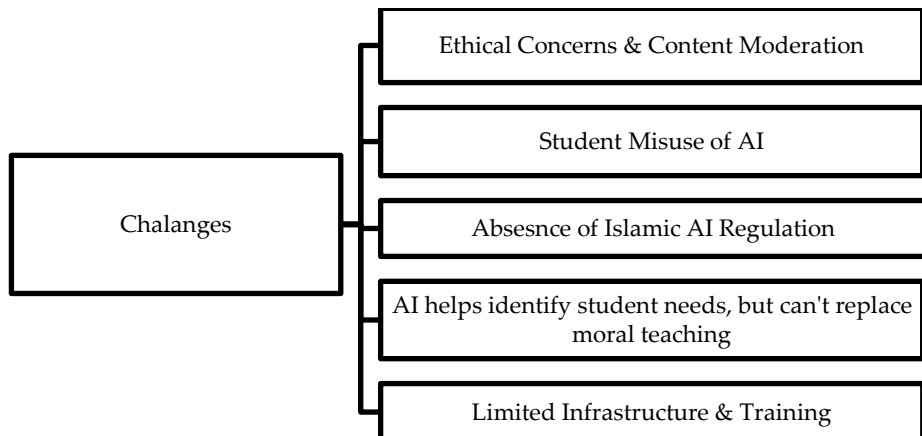 Chalanges
Ethical Concerns & Content Moderation
Student Misuse of AI
Absesnce of Islamic AI Regulation
AI helps identify student needs, but can't replace
moral teaching
Limited Infrastructure & Training